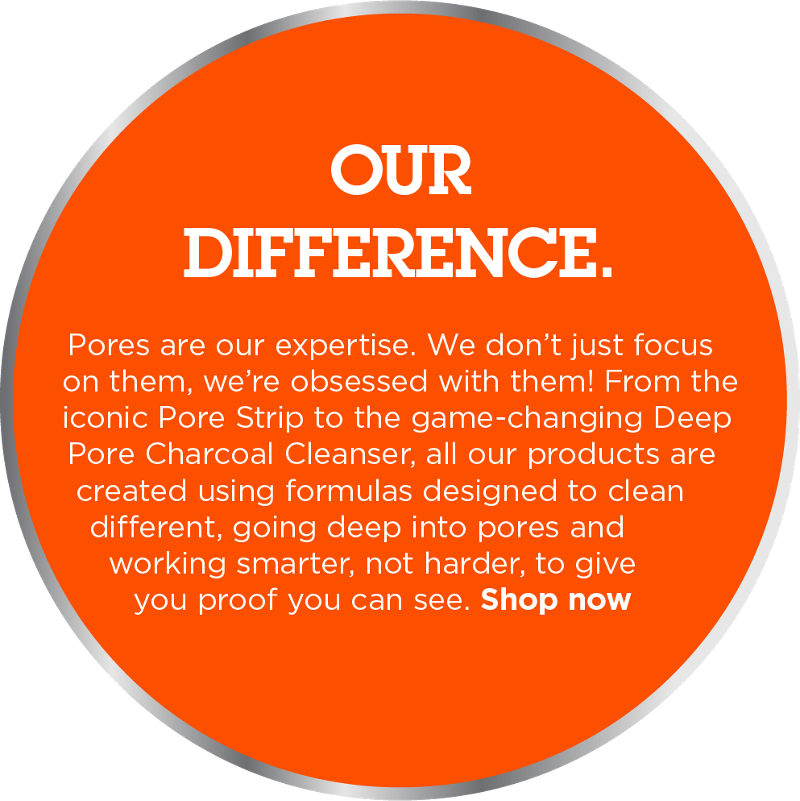 OUR
DIFFERENCE.
Pores are our expertise. We don’t just focus
on them, we’re obsessed with them! From the
iconic Pore Strip to the game-changing Deep
Pore Charcoal Cleanser, all our products are
created using formulas designed to clean
different, going deep into pores and
working smarter, not harder, to give
you proof you can see. Shop now